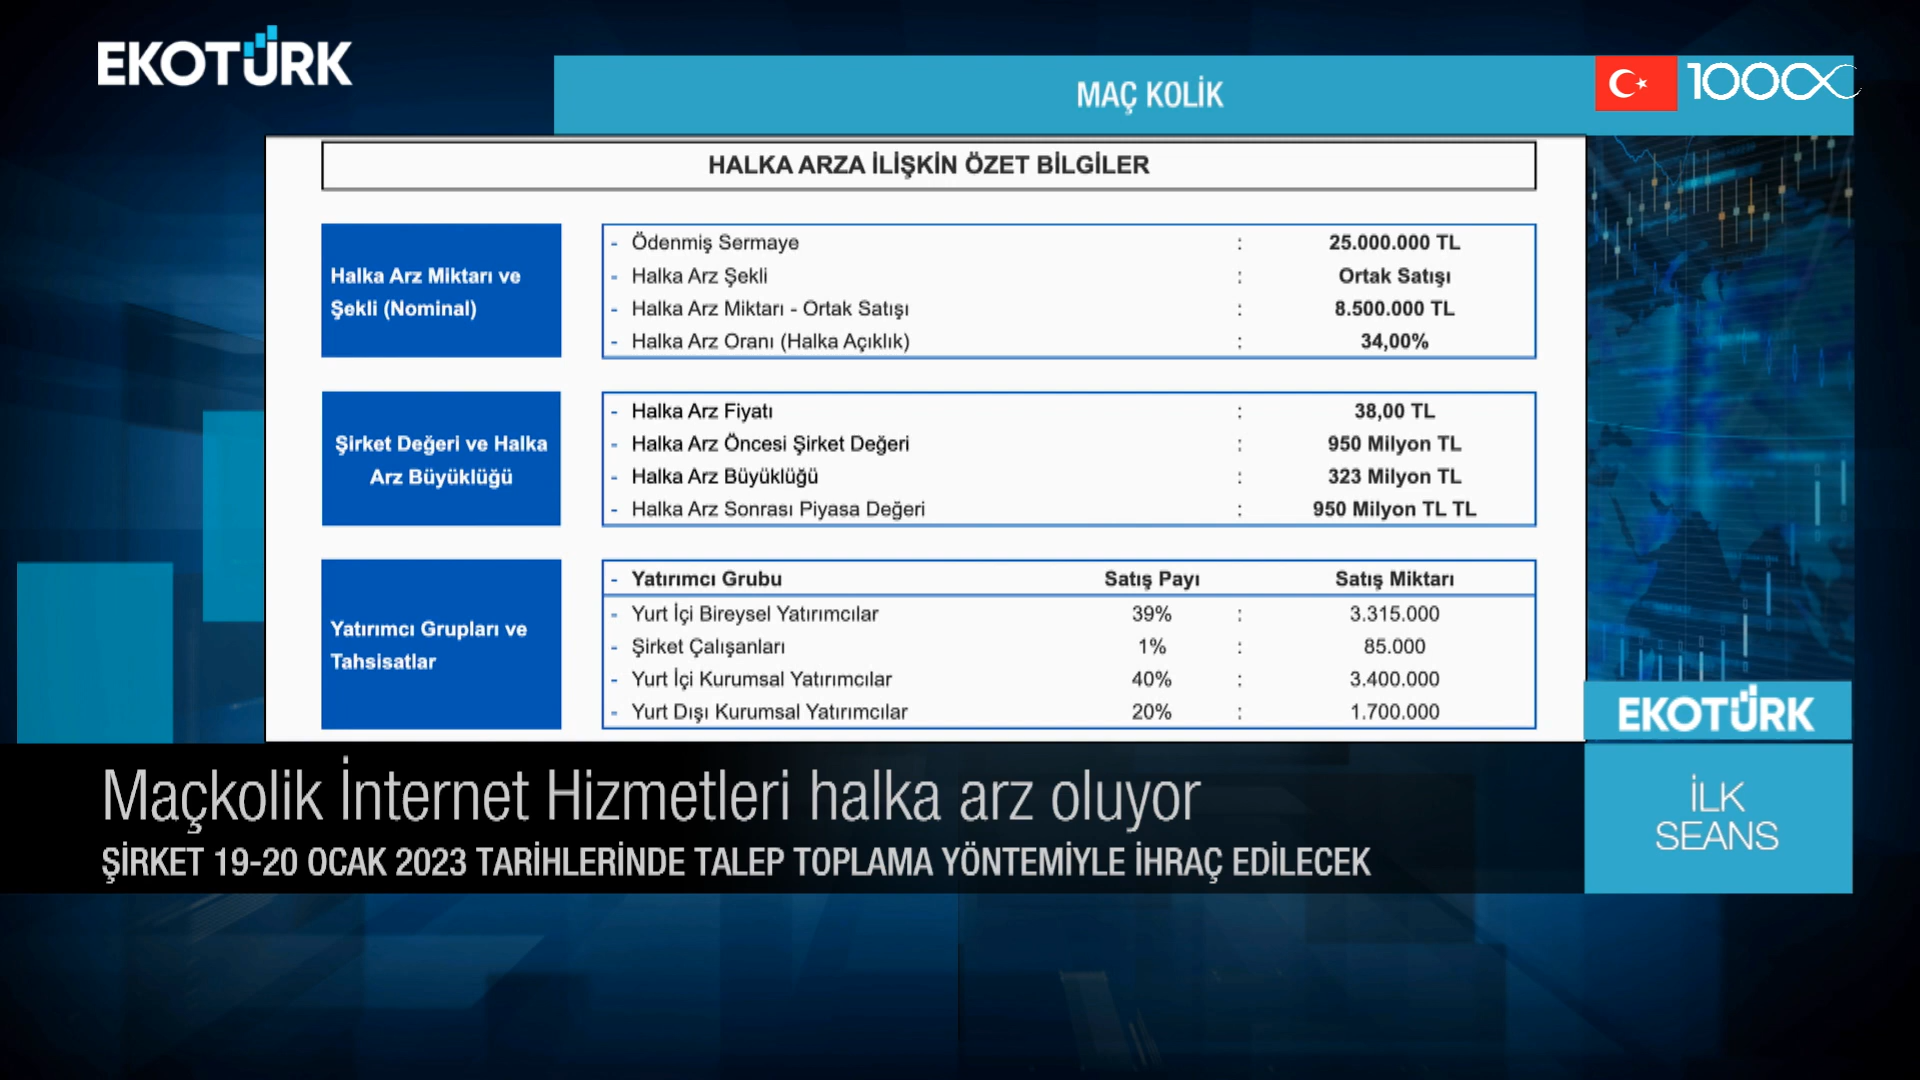 EKOTÜRK
MAÇ KOLİK
HALKA ARZA İLİŞKİN ÖZET BİLGİLER
Halka Arz Miktarı ve
Şekli (Nominal)
- Ödenmiş Sermaye : 25.000.000 TL
- Halka Arz Şekli : Ortak Satışı
- Halka Arz Miktarı - Ortak Satışı : 8.500.000 TL
- Halka Arz Oranı (Halka Açıklık) : 34,00%
Şirket Değeri ve Halka
Arz Büyüklüğü
- Halka Arz Fiyatı : 38,00 TL
- Halka Arz Öncesi Şirket Değeri : 950 Milyon TL
- Halka Arz Büyüklüğü : 323 Milyon TL
- Halka Arz Sonrası Piyasa Değeri : 950 Milyon TL TL
Yatırımcı Grupları ve
Tahsisatlar
- Yatırımcı Grubu Satış Payı Satış Miktarı
- Yurt İçi Bireysel Yatırımcılar 39% : 3.315.000
- Şirket Çalışanları 1% : 85.000
- Yurt İçi Kurumsal Yatırımcılar 40% : 3.400.000
- Yurt Dışı Kurumsal Yatırımcılar 20% : 1.700.000
EKOTÜRK
Maçkolik İnternet Hizmetleri halka arz oluyor
ŞİRKET 19-20 OCAK 2023 TARİHLERİNDE TALEP TOPLAMA YÖNTEMİYLE İHRAÇ EDİLECEK
İLK
SEANS